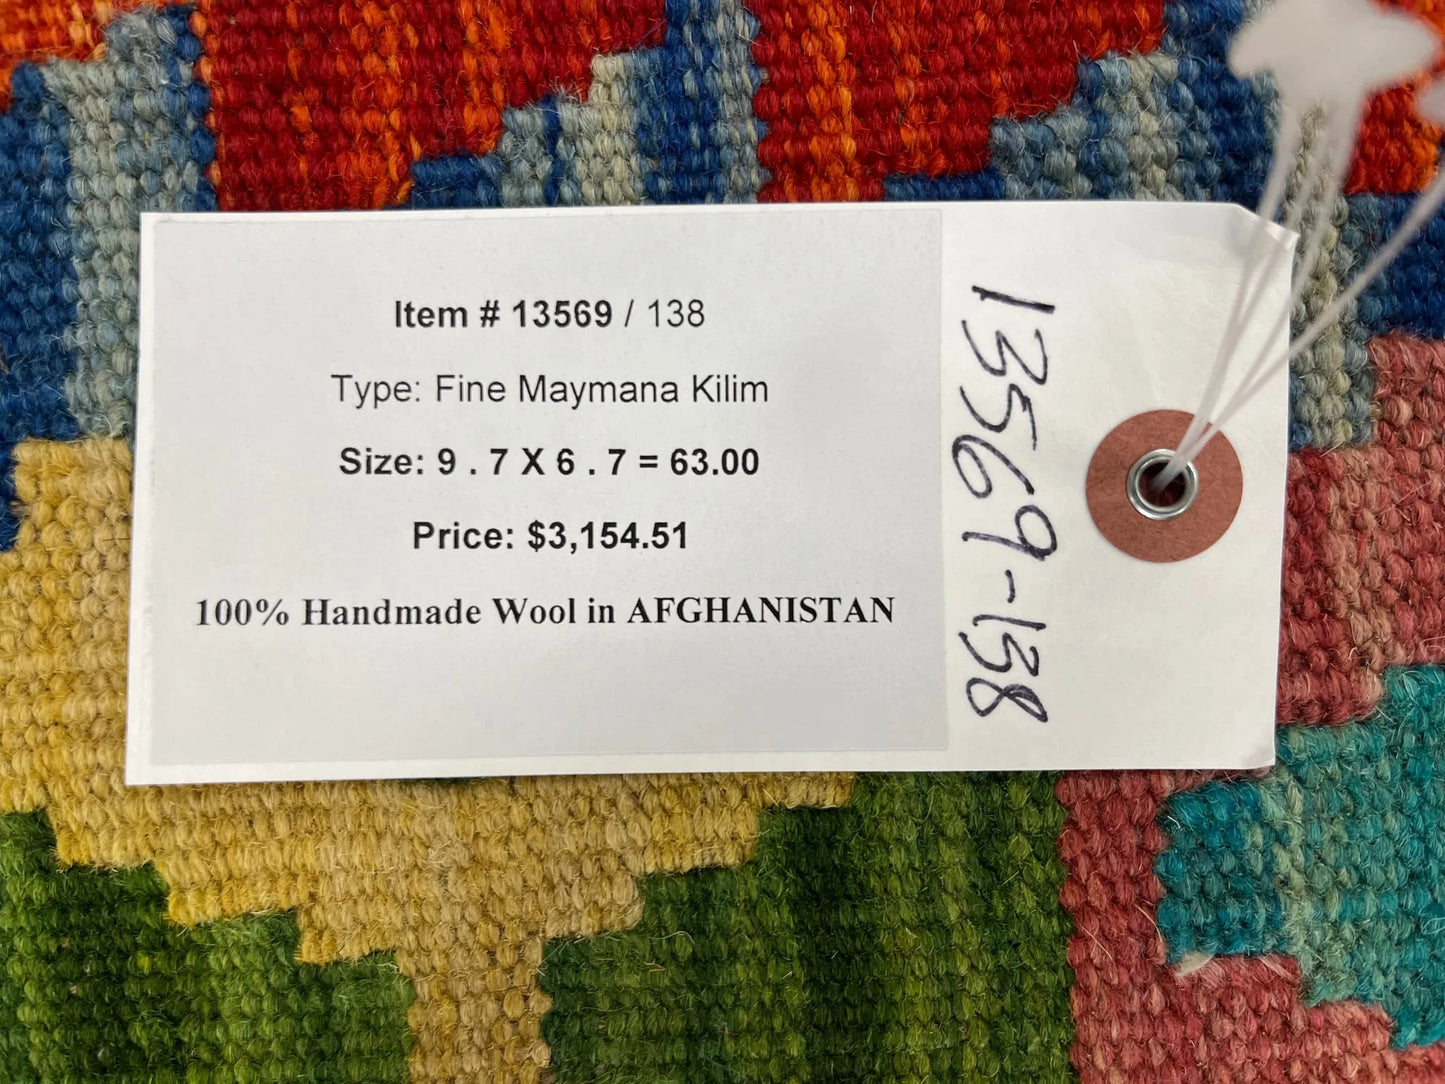 Item # 13569 / 138
Type: Fine Maymana Kilim
Size: 9 . 7 X 6 . 7 = 63.00
Price: $3,154.51
100% Handmade Wool in AFGHANISTAN
13569-138